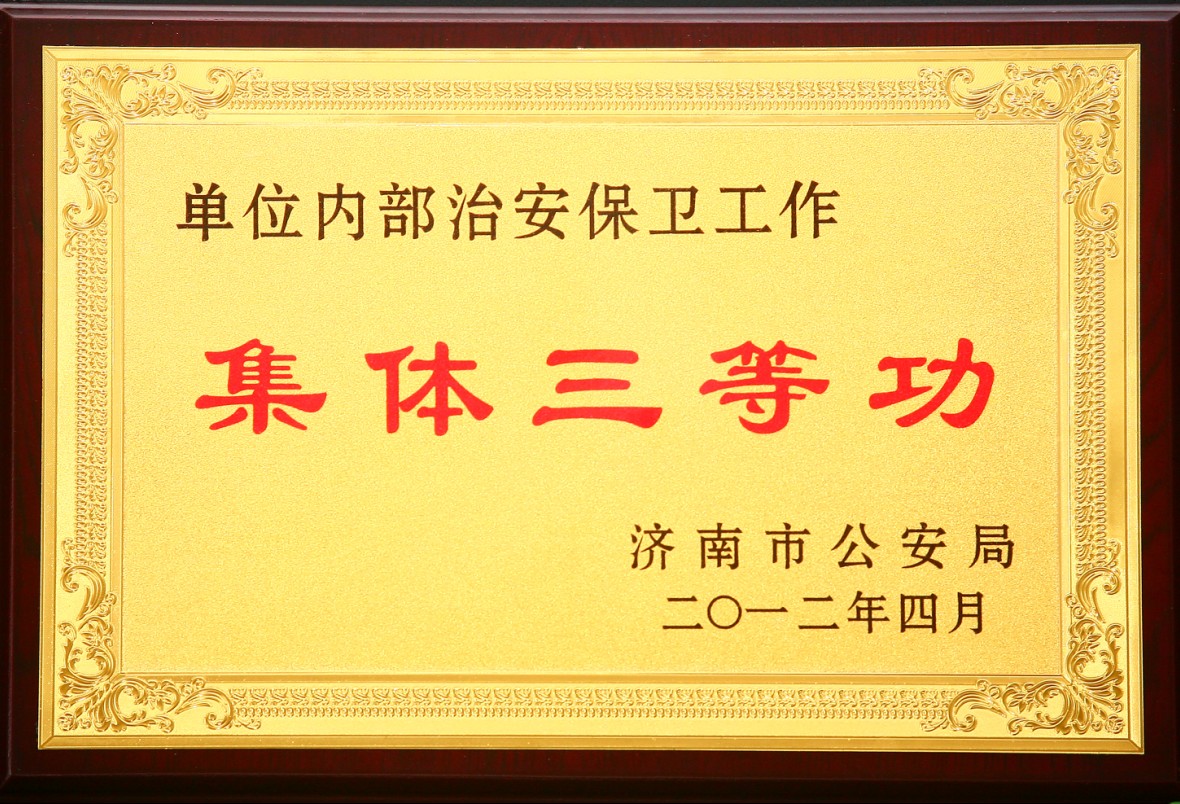 单位内部治安保卫工作
集体三等功
济南市公安局
二〇一二年四月